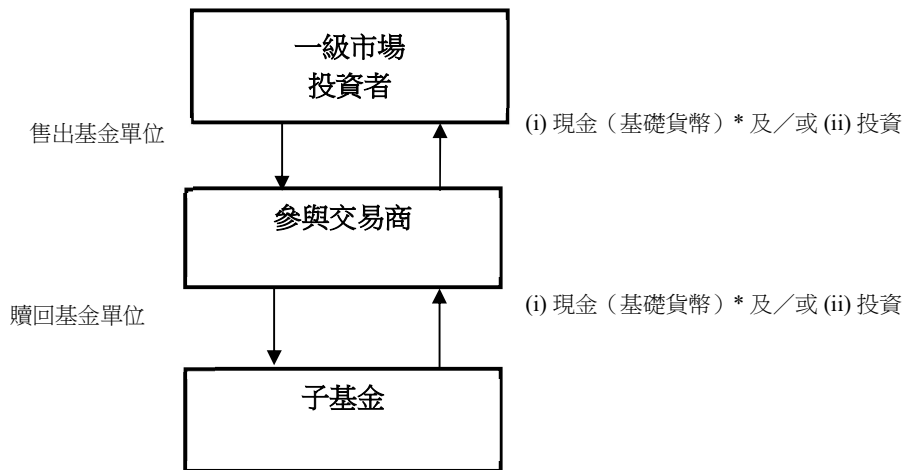 一級市場
投資者
售出基金單位
(i) 現金（基礎貨幣）* 及／或 (ii) 投資
參與交易商
贖回基金單位
(i) 現金（基礎貨幣）* 及／或 (ii) 投資
子基金